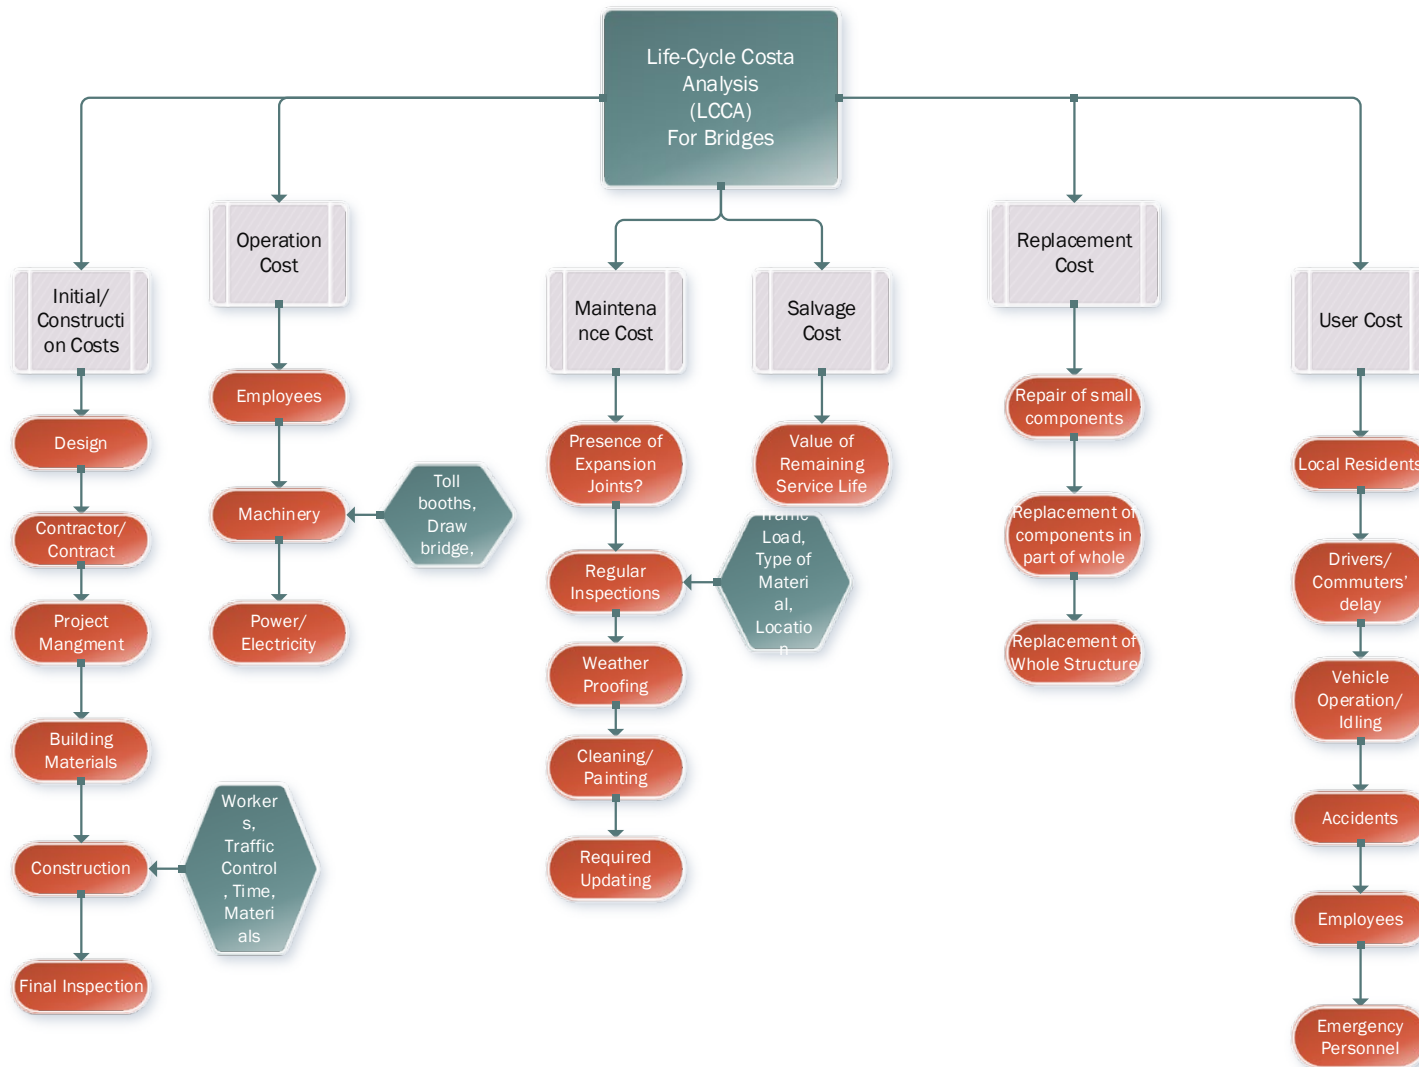 Life-Cycle Costa
Analysis
(LCCA)
For Bridges
Initial/
Constructi
on Costs
Design
Contractor/
Contract
Project
Mangment
Building
Materials
Construction
Worker
s,
Traffic
Control
, Time,
Materi
als
Final Inspection
Operation
Cost
Employees
Machinery
Toll
booths,
Draw
bridge,
Power/
Electricity
Maintena
nce Cost
Presence of
Expansion
Joints?
Regular
Inspections
Traffic
Load,
Type of
Materi
al,
Locatio
n
Weather
Proofing
Cleaning/
Painting
Required
Updating
Salvage
Cost
Value of
Remaining
Service Life
Replacement
Cost
Repair of small
components
Replacement of
components in
part of whole
Replacement of
Whole Structure
User Cost
Local Residents
Drivers/
Commuters’
delay
Vehicle
Operation/
Idling
Accidents
Employees
Emergency
Personnel